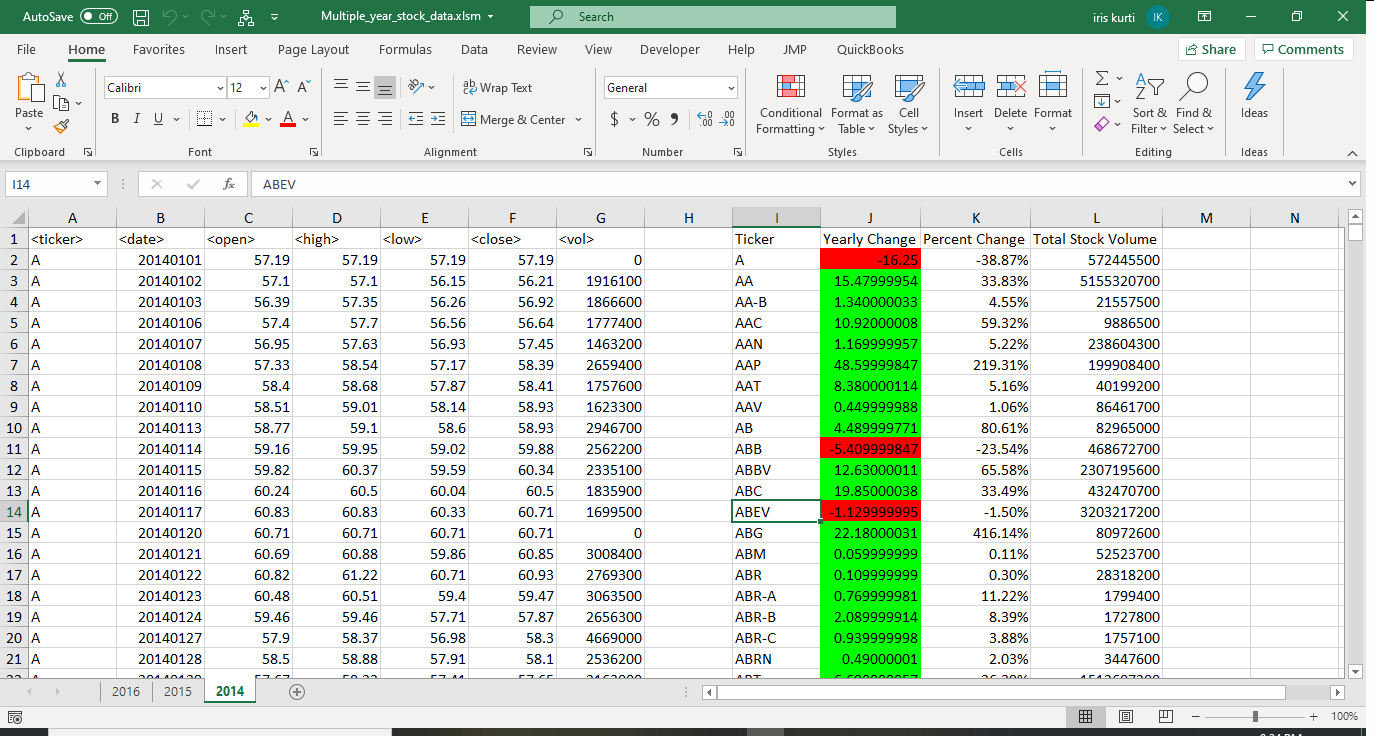 AutoSave Off Multiple_year_stock_data.xlsm Search iris kurti IK
File Home Favorites Insert Page Layout Formulas Data Review View Developer Help JMP QuickBooks Share Comments
Calibri 12 A A ab Wrap Text General
Paste B I U A Merge & Center $ % 9 Conditional Formatting Format as Table Cell Styles Insert Delete Format Sort & Filter Find & Select Ideas
Clipboard Font Alignment Number Styles Cells Editing Ideas
I14 fx ABEV
A B C D E F G H I J K L M N
1 <ticker> <date> <open> <high> <low> <close> <vol> Ticker Yearly Change Percent Change Total Stock Volume
2 A 20140101 57.19 57.19 57.19 57.19 0 A -16.25 -38.87% 572445500
3 A 20140102 57.1 57.1 56.15 56.21 1916100 AA 15.47999954 33.83% 5155320700
4 A 20140103 56.39 57.35 56.26 56.92 1866600 AA-B 1.340000033 4.55% 21557500
5 A 20140106 57.4 57.7 56.56 56.64 1777400 AAC 10.92000008 59.32% 9886500
6 A 20140107 56.95 57.63 56.93 57.45 1463200 AAN 1.169999957 5.22% 238604300
7 A 20140108 57.33 58.54 57.17 58.39 2659400 AAP 48.59999847 219.31% 199908400
8 A 20140109 58.4 58.68 57.87 58.41 1757600 AAT 8.380000114 5.16% 40199200
9 A 20140110 58.51 59.01 58.14 58.93 1623300 AAV 0.449999988 1.06% 86461700
10 A 20140113 58.77 59.1 58.6 58.93 2946700 AB 4.489999771 80.61% 82965000
11 A 20140114 59.16 59.95 59.02 59.88 2562200 ABB -5.409999847 -23.54% 468672700
12 A 20140115 59.82 60.37 59.59 60.34 2335100 ABBV 12.63000011 65.58% 2307195600
13 A 20140116 60.24 60.5 60.04 60.5 1835900 ABC 19.85000038 33.49% 432470700
14 A 20140117 60.83 60.83 60.33 60.71 1699500 ABEV -1.129999995 -1.50% 3203217200
15 A 20140120 60.71 60.71 60.71 60.71 0 ABG 22.18000031 416.14% 80972600
16 A 20140121 60.69 60.88 59.86 60.85 3008400 ABM 0.059999999 0.11% 52523700
17 A 20140122 60.82 61.22 60.71 60.93 2769300 ABR 0.109999999 0.30% 28318200
18 A 20140123 60.48 60.51 59.4 59.47 3063500 ABR-A 0.769999981 11.22% 1799400
19 A 20140124 59.46 59.46 57.71 57.87 2656300 ABR-B 2.089999914 8.39% 1727800
20 A 20140127 57.9 58.37 56.98 58.3 4669000 ABR-C 0.939999998 3.88% 1757100
21 A 20140128 58.5 58.88 57.91 58.1 2536200 ABRN 0.49000001 2.03% 3447600
2016 2015 2014
100%